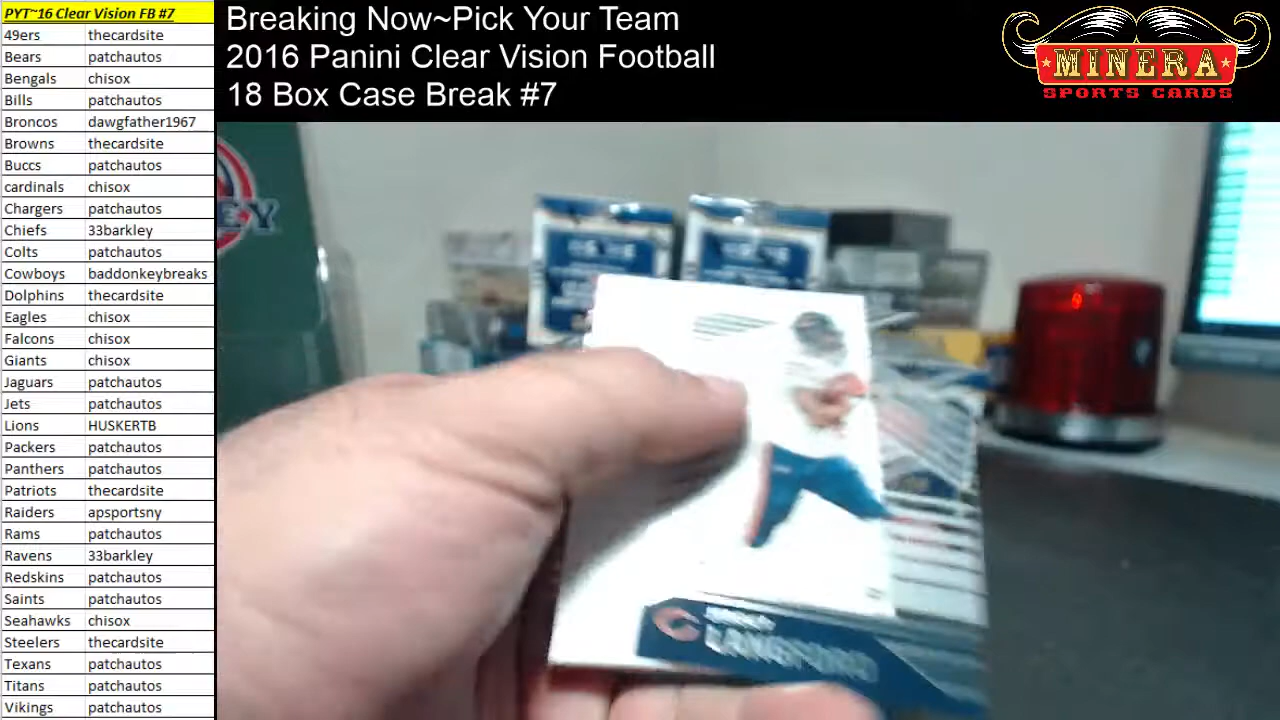 PYT~16 Clear Vision FB #7
49ers thecardsite
Bears patchautos
Bengals chisox
Bills patchautos
Broncos dawgfather1967
Browns thecardsite
Buccs patchautos
cardinals chisox
Chargers patchautos
Chiefs 33barkley
Colts patchautos
Cowboys baddonkeybreaks
Dolphins thecardsite
Eagles chisox
Falcons chisox
Giants chisox
Jaguars patchautos
Jets patchautos
Lions HUSKERTB
Packers patchautos
Panthers patchautos
Patriots thecardsite
Raiders apsportsny
Rams patchautos
Ravens 33barkley
Redskins patchautos
Saints patchautos
Seahawks chisox
Steelers thecardsite
Texans patchautos
Titans patchautos
Vikings patchautos
Breaking Now~Pick Your Team
2016 Panini Clear Vision Football
18 Box Case Break #7
MINERA
SPORTS CARDS
EY
LANGFORD